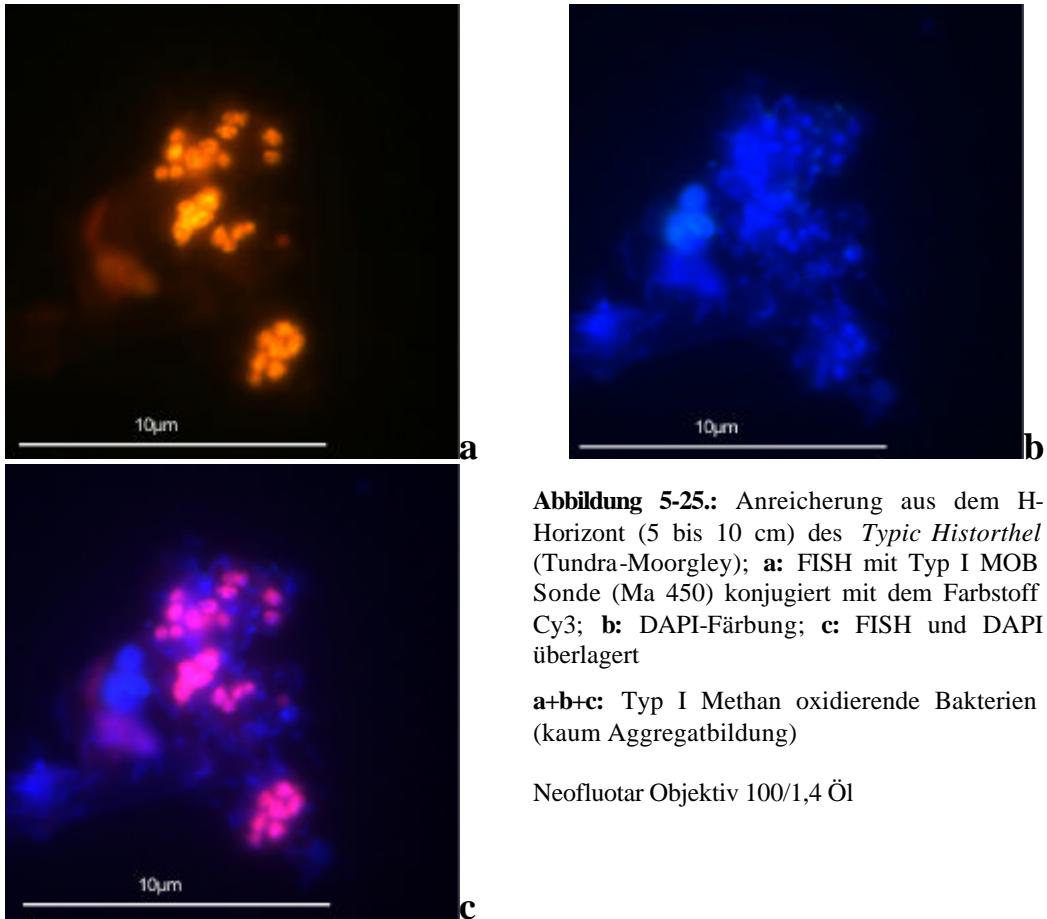 10µm
a
10µm
b
10µm
c
Abbildung 5-25.: Anreicherung aus dem H-
Horizont (5 bis 10 cm) des Typic Historthel
(Tundra-Moorgley); a: FISH mit Typ I MOB
Sonde (Ma 450) konjugiert mit dem Farbstoff
Cy3; b: DAPI-Färbung; c: FISH und DAPI
überlagert
a+b+c: Typ I Methan oxidierende Bakterien
(kaum Aggregatbildung)
Neofluotar Objektiv 100/1,4 Öl